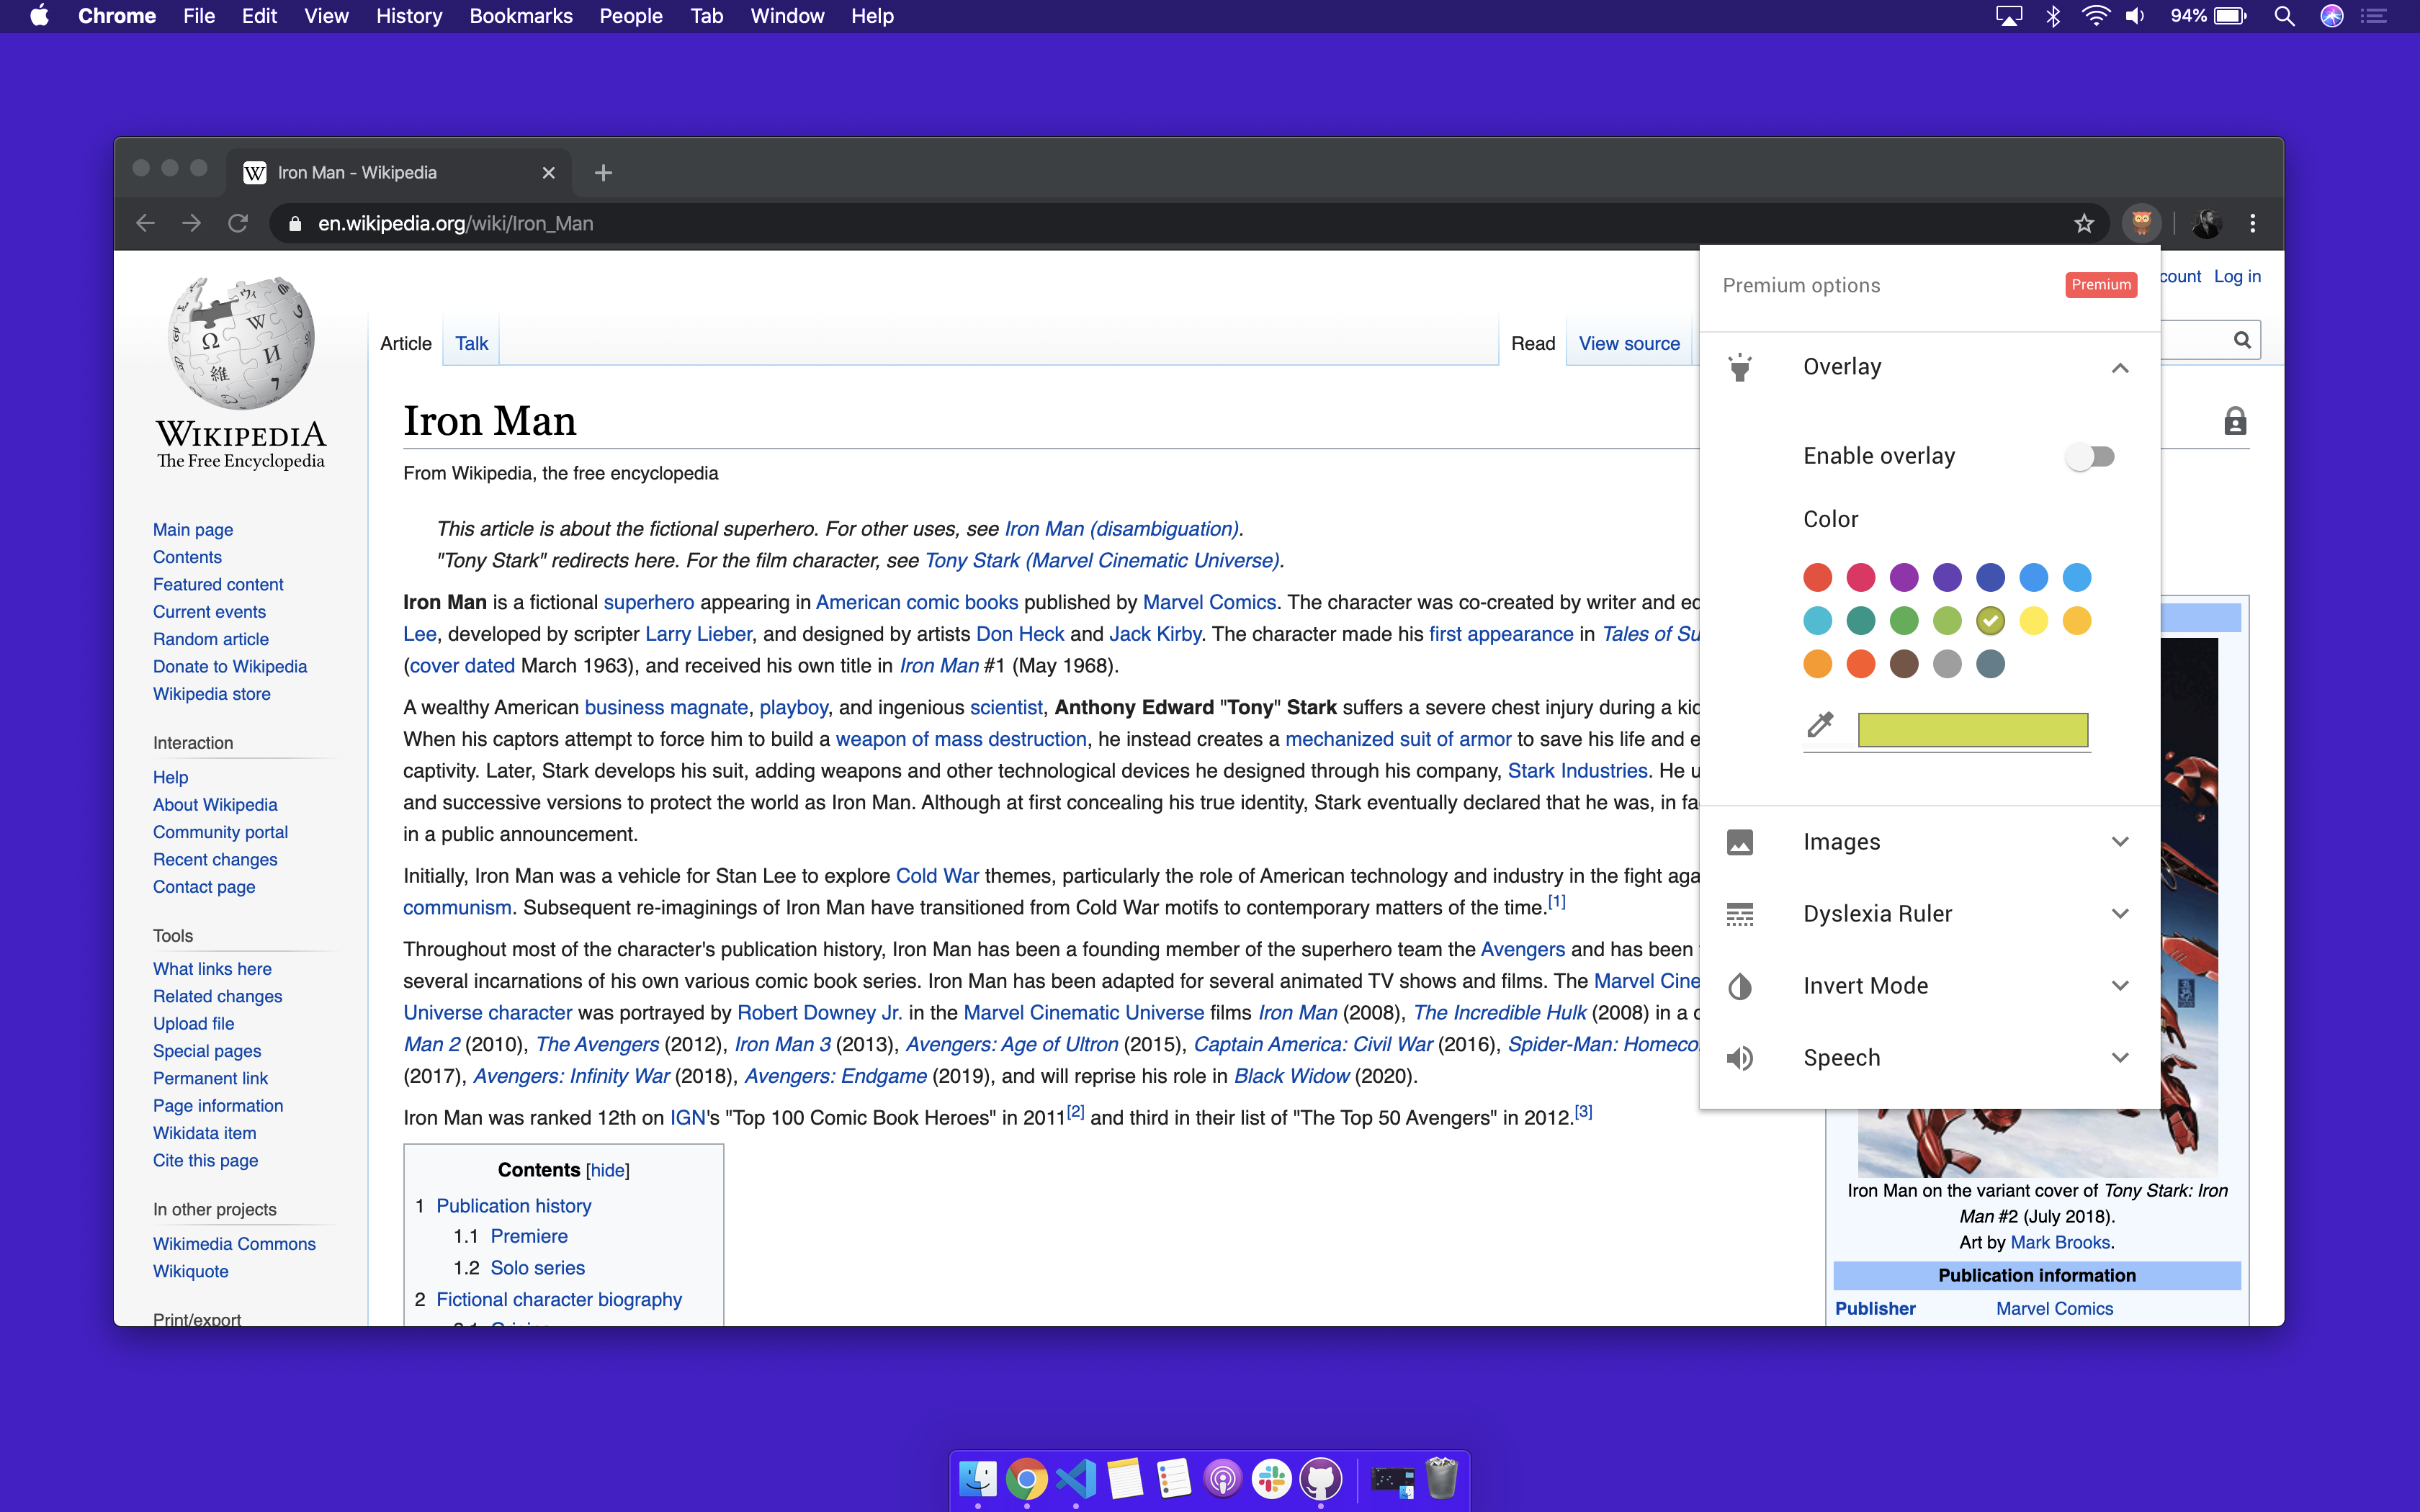 Chrome File Edit View History Bookmarks People Tab Window Help
94%
Iron Man - Wikipedia
en.wikipedia.org/wiki/Iron_Man
WIKIPEDIA
The Free Encyclopedia
Main page
Contents
Featured content
Current events
Random article
Donate to Wikipedia
Wikipedia store
Interaction
Help
About Wikipedia
Community portal
Recent changes
Contact page
Tools
What links here
Related changes
Upload file
Special pages
Permanent link
Page information
Wikidata item
Cite this page
In other projects
Wikimedia Commons
Wikiquote
Print/export
count Log in
Article Talk
Read View source
Iron Man
From Wikipedia, the free encyclopedia
This article is about the fictional superhero. For other uses, see Iron Man (disambiguation).
"Tony Stark" redirects here. For the film character, see Tony Stark (Marvel Cinematic Universe).
Iron Man is a fictional superhero appearing in American comic books published by Marvel Comics. The character was co-created by writer and
Lee, developed by scripter Larry Lieber, and designed by artists Don Heck and Jack Kirby. The character made his first appearance in Tales of Su
(cover dated March 1963), and received his own title in Iron Man #1 (May 1968).
A wealthy American business magnate, playboy, and ingenious scientist, Anthony Edward "Tony" Stark suffers a severe chest injury during a kid
When his captors attempt to force him to build a weapon of mass destruction, he instead creates a mechanized suit of armor to save his life and e
captivity. Later, Stark develops his suit, adding weapons and other technological devices he designed through his company, Stark Industries. He u
and successive versions to protect the world as Iron Man. Although at first concealing his true identity, Stark eventually declared that he was, in fa
in a public announcement.
Initially, Iron Man was a vehicle for Stan Lee to explore Cold War themes, particularly the role of American technology and industry in the fight aga
communism. Subsequent re-imaginings of Iron Man have transitioned from Cold War motifs to contemporary matters of the time.[1]
Throughout most of the character's publication history, Iron Man has been a founding member of the superhero team the Avengers and has been
several incarnations of his own various comic book series. Iron Man has been adapted for several animated TV shows and films. The Marvel Cine
Universe character was portrayed by Robert Downey Jr. in the Marvel Cinematic Universe films Iron Man (2008), The Incredible Hulk (2008) in a c
Man 2 (2010), The Avengers (2012), Iron Man 3 (2013), Avengers: Age of Ultron (2015), Captain America: Civil War (2016), Spider-Man: Homeco
(2017), Avengers: Infinity War (2018), Avengers: Endgame (2019), and will reprise his role in Black Widow (2020).
Iron Man was ranked 12th on IGN's "Top 100 Comic Book Heroes" in 2011[2] and third in their list of "The Top 50 Avengers" in 2012.[3]
Contents [hide]
1 Publication history
1.1 Premiere
1.2 Solo series
2 Fictional character biography
Premium options Premium
Overlay
Enable overlay
Color
Images
Dyslexia Ruler
Invert Mode
Speech
Iron Man on the variant cover of Tony Stark: Iron
Man #2 (July 2018).
Art by Mark Brooks.
Publication information
Publisher Marvel Comics